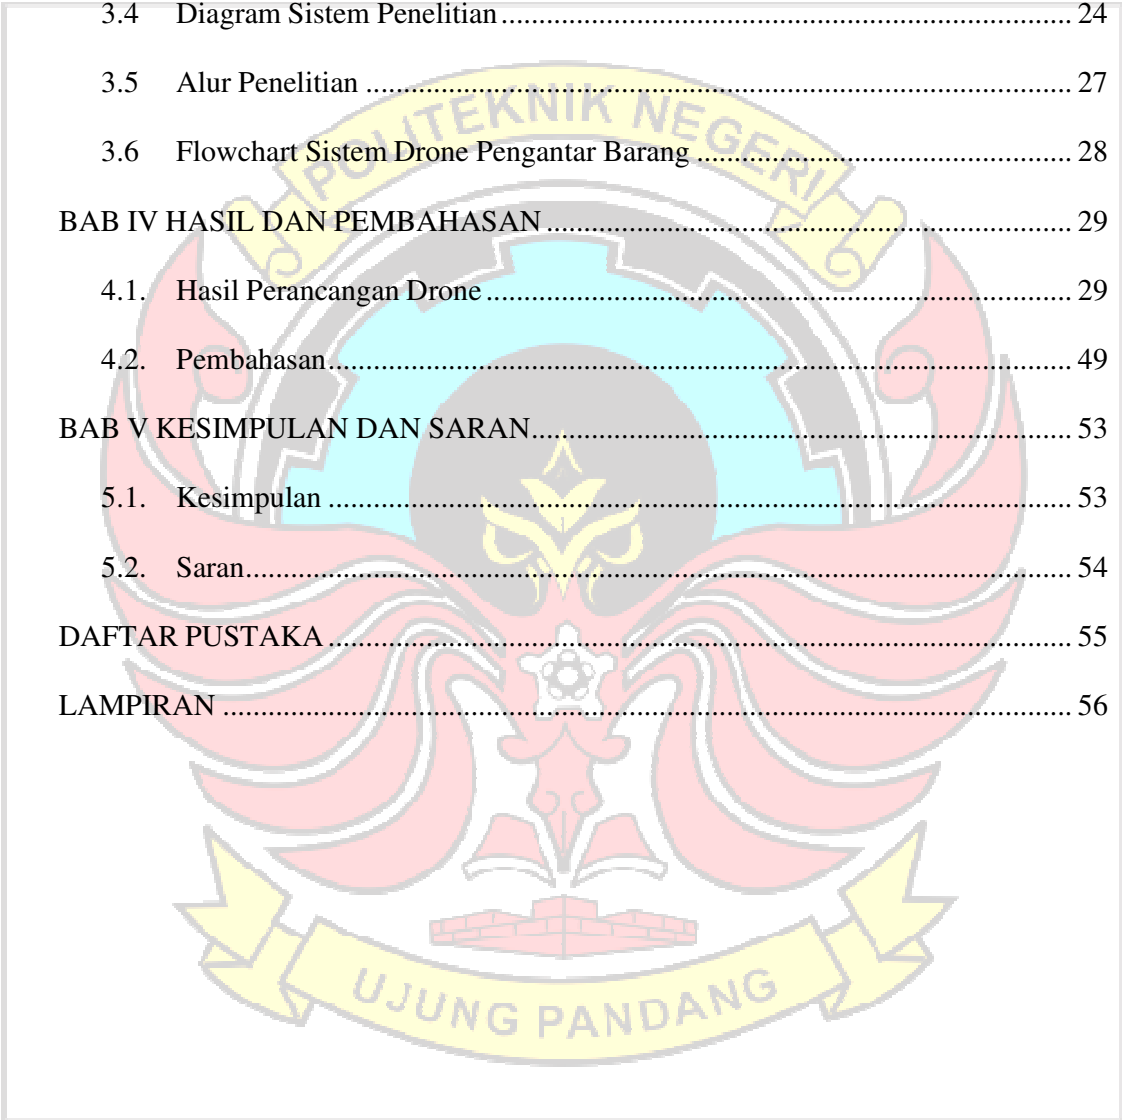 3.4 Diagram Sistem Penelitian 24
3.5 Alur Penelitian 27
3.6 Flowchart Sistem Drone Pengantar Barang 28
BAB IV HASIL DAN PEMBAHASAN 29
4.1. Hasil Perancangan Drone 29
4.2. Pembahasan 49
BAB V KESIMPULAN DAN SARAN 53
5.1. Kesimpulan 53
5.2. Saran 54
DAFTAR PUSTAKA 55
LAMPIRAN 56
POLITEKNIK NEGERI
UJUNG PANDANG